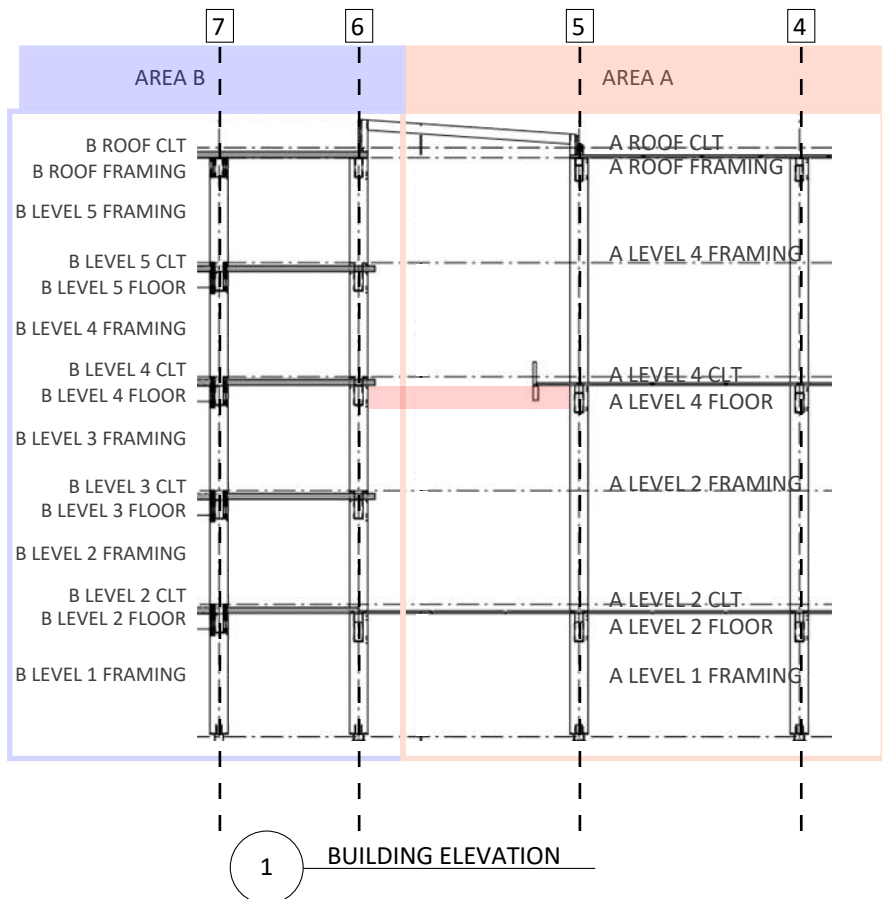 7 6 5 4
AREA B AREA A
B ROOF CLT
B ROOF FRAMING
B LEVEL 5 FRAMING
B LEVEL 5 CLT
B LEVEL 5 FLOOR
B LEVEL 4 FRAMING
B LEVEL 4 CLT
B LEVEL 4 FLOOR
B LEVEL 3 FRAMING
B LEVEL 3 CLT
B LEVEL 3 FLOOR
B LEVEL 2 FRAMING
B LEVEL 2 CLT
B LEVEL 2 FLOOR
B LEVEL 1 FRAMING
A ROOF CLT
A ROOF FRAMING
A LEVEL 4 FRAMING
A LEVEL 4 CLT
A LEVEL 4 FLOOR
A LEVEL 2 FRAMING
A LEVEL 2 CLT
A LEVEL 2 FLOOR
A LEVEL 1 FRAMING
1 BUILDING ELEVATION